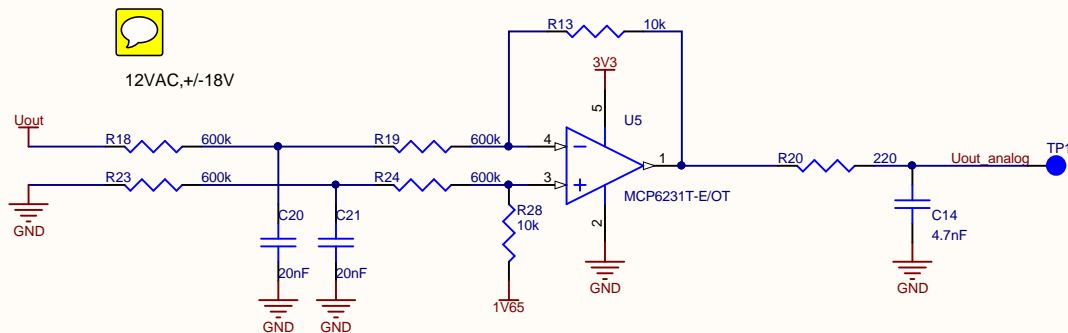 12VAC,+/-18V
R13 10k
3V3
5
U5
Uout
R18 600k
R19 600k
4
1
R20 220
Uout_analog
TP1
R23 600k
R24 600k
3
MCP6231T-E/OT
GND
R28
10k
2
C20
C21
C14
4.7nF
20nF
20nF
GND
GND
GND
1V65
GND